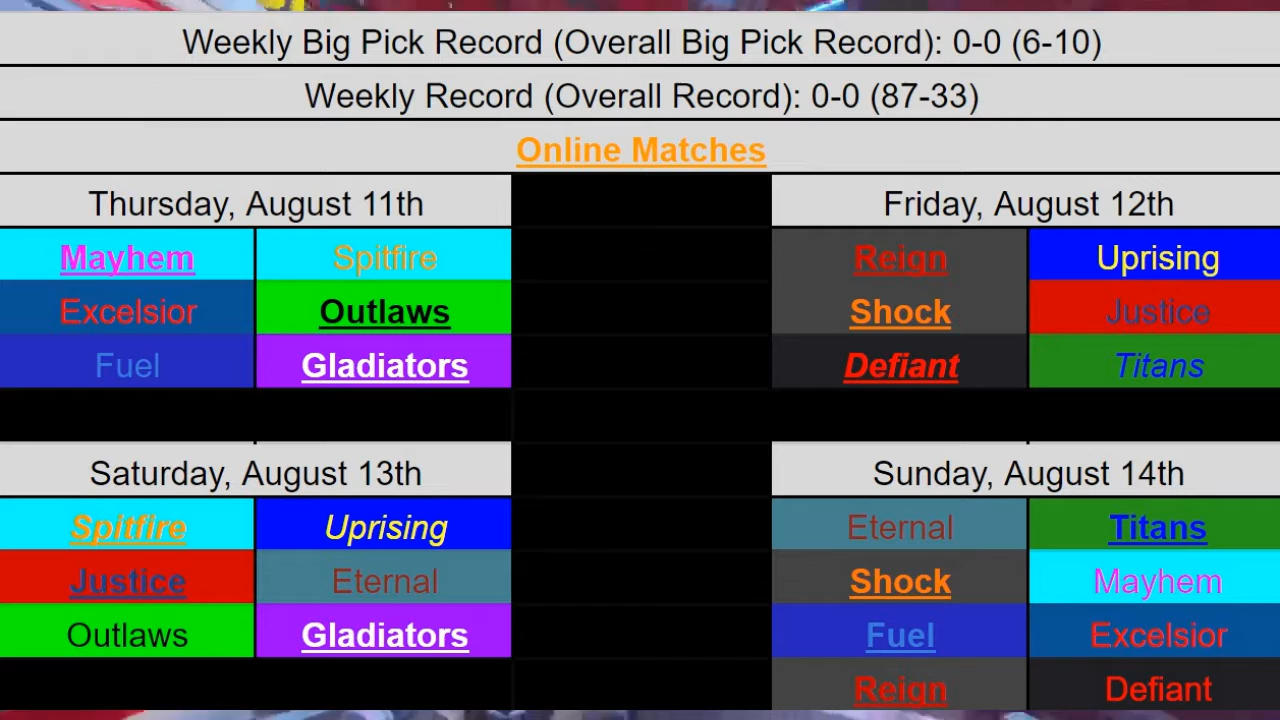 Weekly Big Pick Record (Overall Big Pick Record): 0-0 (6-10)
Weekly Record (Overall Record): 0-0 (87-33)
Online Matches
Thursday, August 11th
Mayhem Spitfire
Excelsior Outlaws
Fuel Gladiators
Friday, August 12th
Reign Uprising
Shock Justice
Defiant Titans
Saturday, August 13th
Spitfire Uprising
Justice Eternal
Outlaws Gladiators
Sunday, August 14th
Eternal Titans
Shock Mayhem
Fuel Excelsior
Reign Defiant